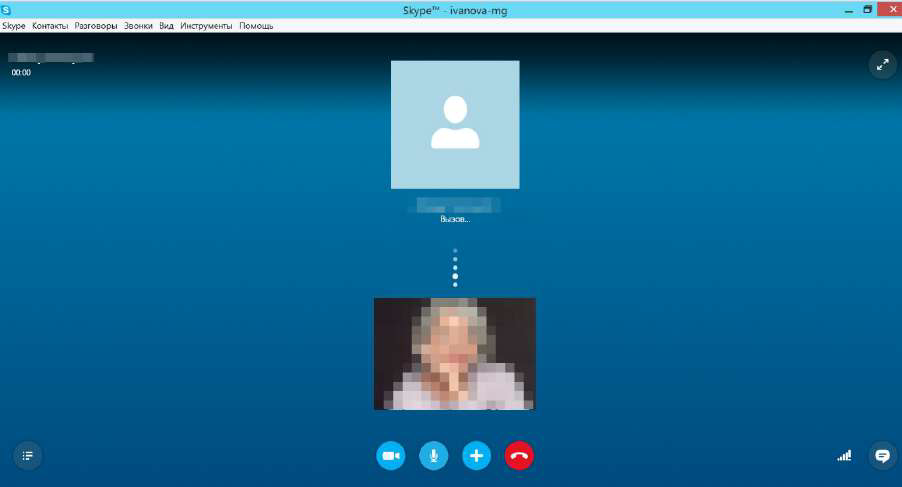 Skype™ - ivanova-mg
Skype Контакты Разговоры Звонки Вид Инструменты Помощь
00:00
Вызов...